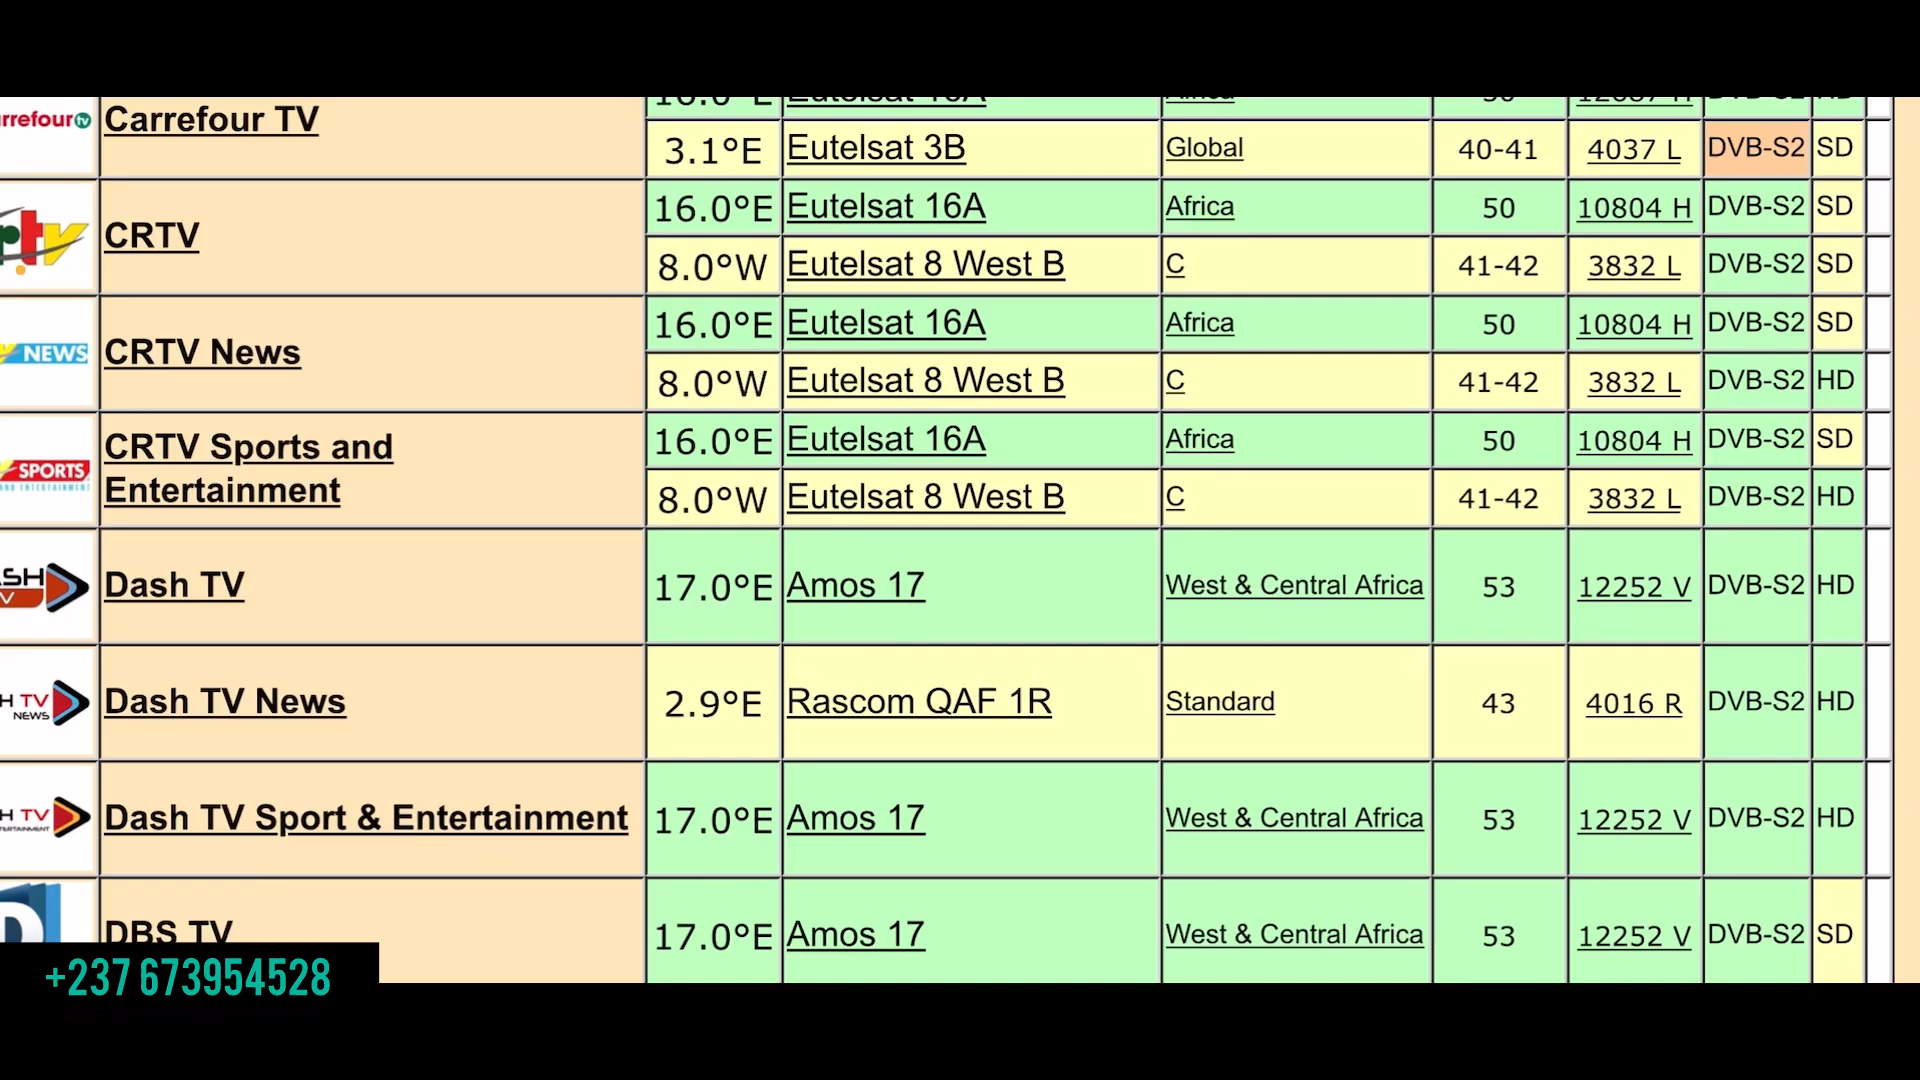 rrefour tv
Carrefour TV
3.1°E Eutelsat 3B Global 40-41 4037 L DVB-S2 SD
CRTV
16.0°E Eutelsat 16A Africa 50 10804 H DVB-S2 SD
8.0°W Eutelsat 8 West B C 41-42 3832 L DVB-S2 SD
NEWS
CRTV News
16.0°E Eutelsat 16A Africa 50 10804 H DVB-S2 SD
8.0°W Eutelsat 8 West B C 41-42 3832 L DVB-S2 HD
SPORTS
CRTV Sports and
Entertainment
16.0°E Eutelsat 16A Africa 50 10804 H DVB-S2 SD
8.0°W Eutelsat 8 West B C 41-42 3832 L DVB-S2 HD
SH
V
Dash TV 17.0°E Amos 17 West & Central Africa 53 12252 V DVB-S2 HD
H TV
NEWS
Dash TV News 2.9°E Rascom QAF 1R Standard 43 4016 R DVB-S2 HD
H TV
Dash TV Sport & Entertainment 17.0°E Amos 17 West & Central Africa 53 12252 V DVB-S2 HD
D
DBS TV 17.0°E Amos 17 West & Central Africa 53 12252 V DVB-S2 SD
+237 673954528